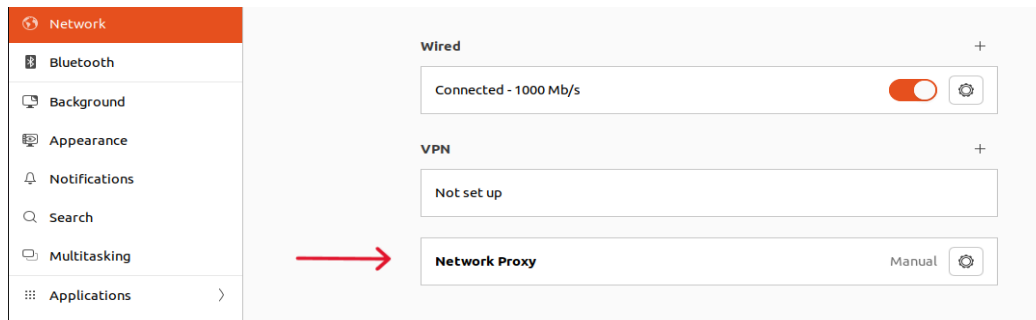 Network
Bluetooth
Background
Appearance
Notifications
Search
Multitasking
Applications
Wired
Connected - 1000 Mb/s
VPN
Not set up
Network Proxy Manual